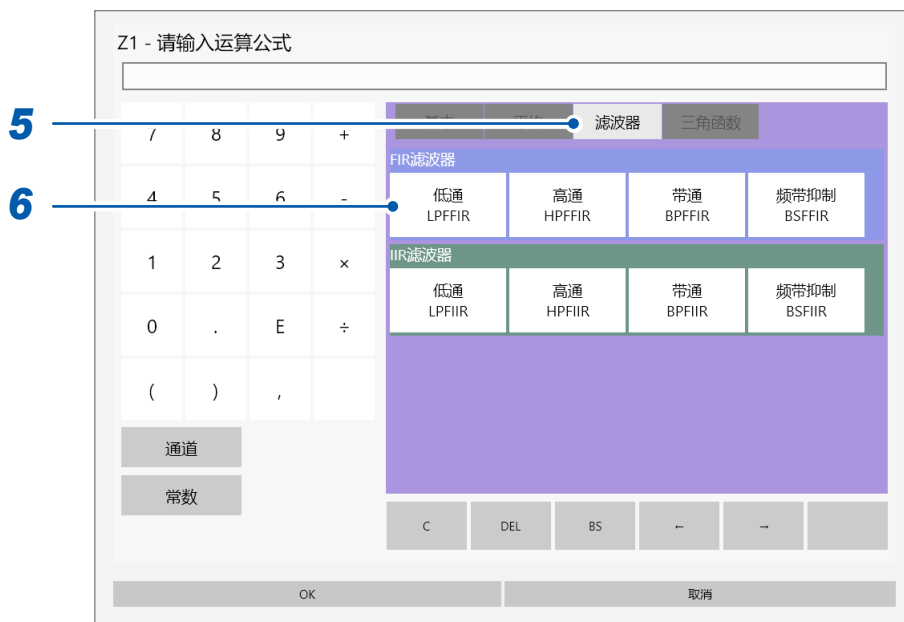 Z1 - 请输入运算公式
5
滤波器 三角函数
7 8 9 +
FIR滤波器
6
4 5 6 -
低通 高通 带通 频带抑制
LPFFIR HPFFIR BPFFIR BSFFIR
1 2 3 ×
IIR滤波器
低通 高通 带通 频带抑制
LPFIIR HPFIIR BPFIIR BSFIIR
0 . E ÷
( ) ,
通道
常数
C DEL BS ← →
OK 取消